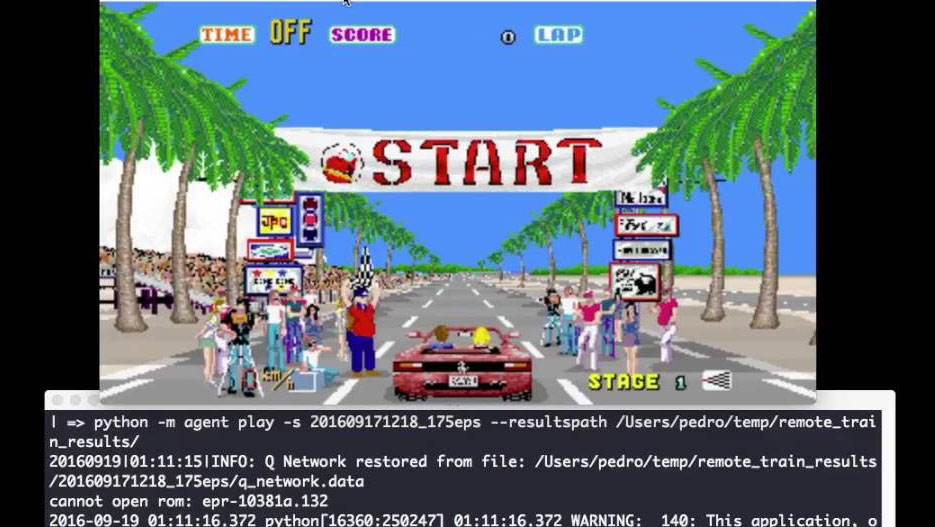 TIME OFF SCORE 0 LAP
START
JPC
0 km/h
STAGE 1
| => python -m agent play -s 201609171218_175eps --resultspath /Users/pedro/temp/remote_trai
n_results/
20160919|01:11:15|INFO: Q Network restored from file: /Users/pedro/temp/remote_train_results
/201609171218_175eps/q_network.data
cannot open rom: epr-10381a.132
2016-09-19 01:11:16.372 python[16360:250247] 01:11:16.372 WARNING:  140: This application, o